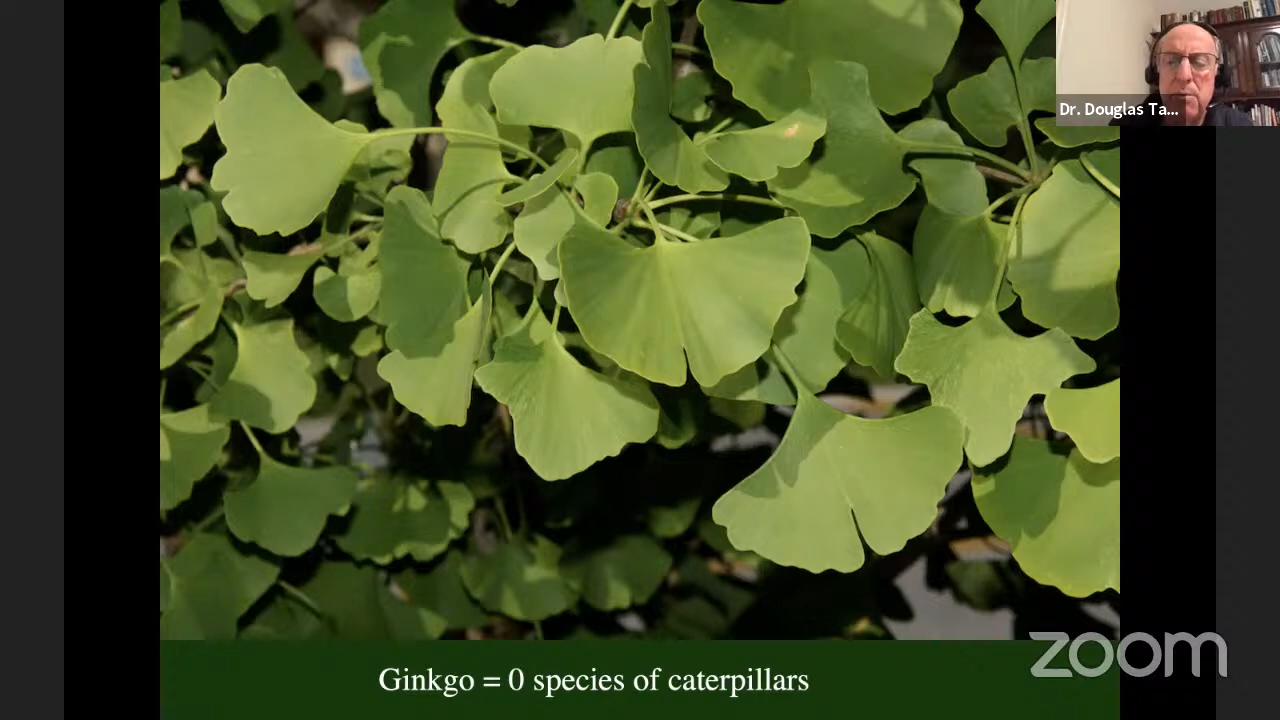 Dr. Douglas Ta...
zoom
Ginkgo = 0 species of caterpillars